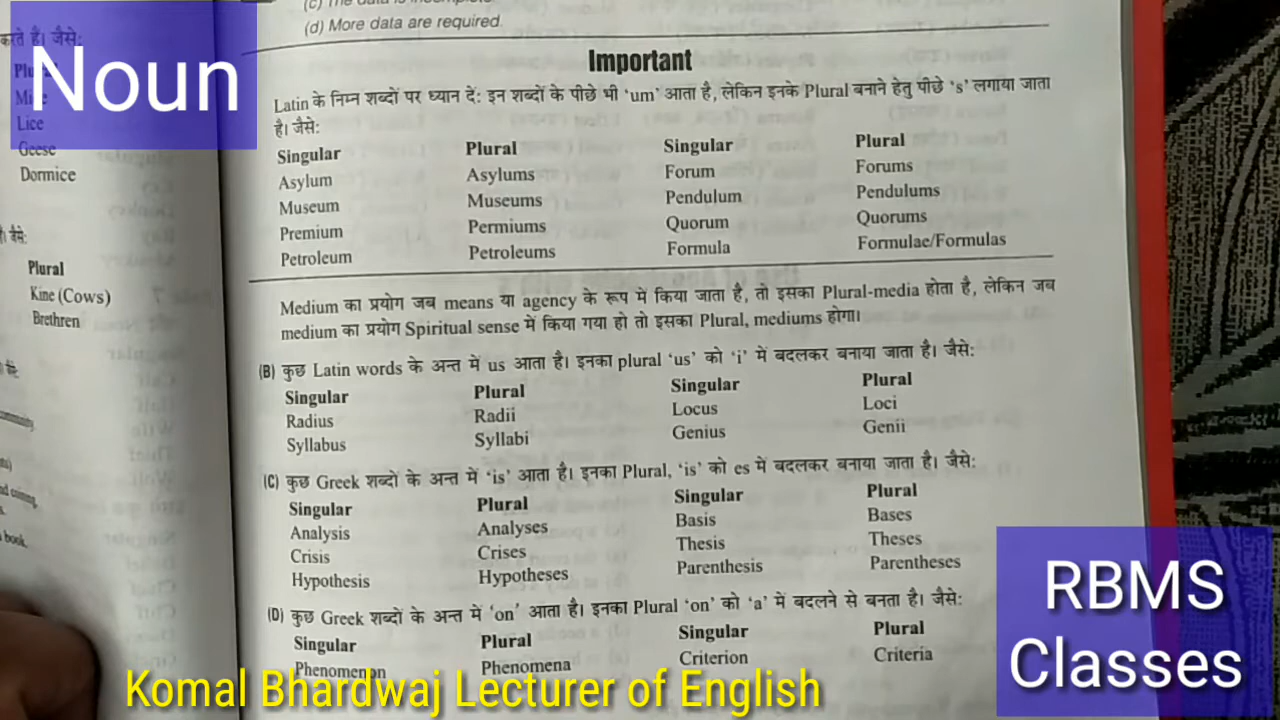 (c) The data is incomplete.
(d) More data are required.
करते हैं। जैसे:
Noun
Lice
Geese
Dormice
Plural
Kine (Cows)
Brethren
book.
Important
Latin के निम्न शब्दों पर ध्यान दें: इन शब्दों के पीछे भी 'um' आता है, लेकिन इनके Plural बनाने हेतु पीछे 's' लगाया जाता
है। जैसे:
Singular Plural Singular Plural
Asylum Asylums Forum Forums
Museum Museums Pendulum Pendulums
Premium Permiums Quorum Quorums
Petroleum Petroleums Formula Formulae/Formulas
Medium का प्रयोग जब means या agency के रूप में किया जाता है, तो इसका Plural-media होता है, लेकिन जब
medium का प्रयोग Spiritual sense में किया गया हो तो इसका Plural, mediums होगा।
(B) कुछ Latin words के अन्त में us आता है। इनका plural 'us' को 'i' में बदलकर बनाया जाता है। जैसे:
Singular Plural Singular Plural
Radius Radii Locus Loci
Syllabus Syllabi Genius Genii
(C) कुछ Greek शब्दों के अन्त में 'is' आता है। इनका Plural, 'is' को es में बदलकर बनाया जाता है। जैसे:
Singular Plural Singular Plural
Analysis Analyses Basis Bases
Crisis Crises Thesis Theses
Hypothesis Hypotheses Parenthesis Parentheses
(D) कुछ Greek शब्दों के अन्त में 'on' आता है। इनका Plural 'on' को 'a' में बदलने से बनता है। जैसे:
Singular Plural Singular Plural
Phenomenon Phenomena Criterion Criteria
RBMS
Classes
Komal Bhardwaj Lecturer of English